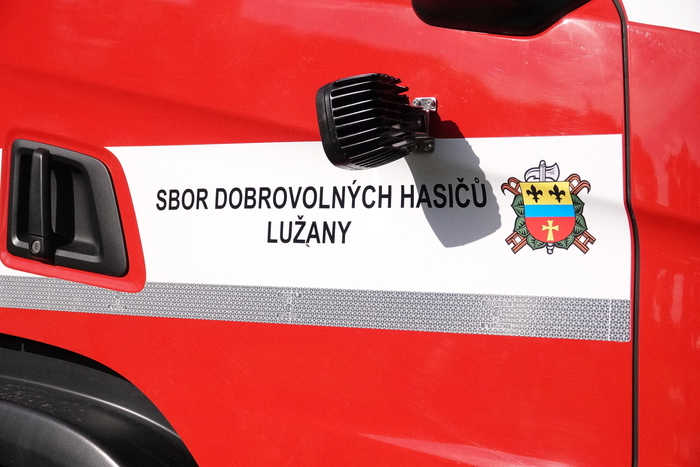 SBOR DOBROVOLNÝCH HASIČŮ
LUŽANY